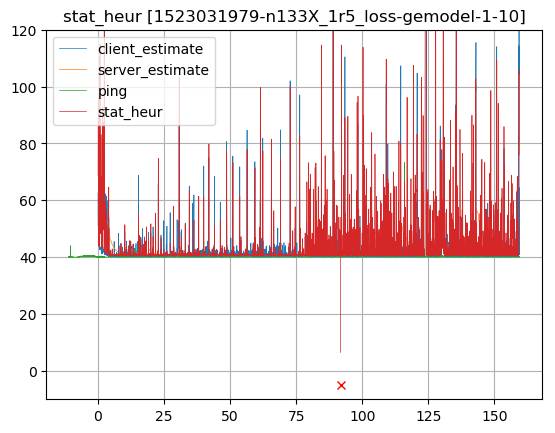 stat_heur [1523031979-n133X_1r5_loss-gemodel-1-10]
client_estimate
server_estimate
ping
stat_heur
120
100
80
60
40
20
0
0 25 50 75 100 125 150